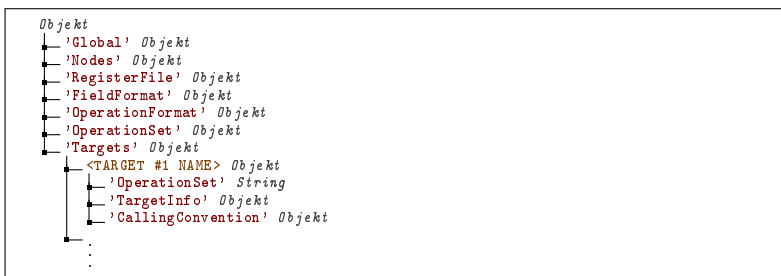 Objekt
'Global' Objekt
'Nodes' Objekt
'RegisterFile' Objekt
'FieldFormat' Objekt
'OperationFormat' Objekt
'OperationSet' Objekt
'Targets' Objekt
<TARGET #1 NAME> Objekt
'OperationSet' String
'TargetInfo' Objekt
'CallingConvention' Objekt
.
.
.